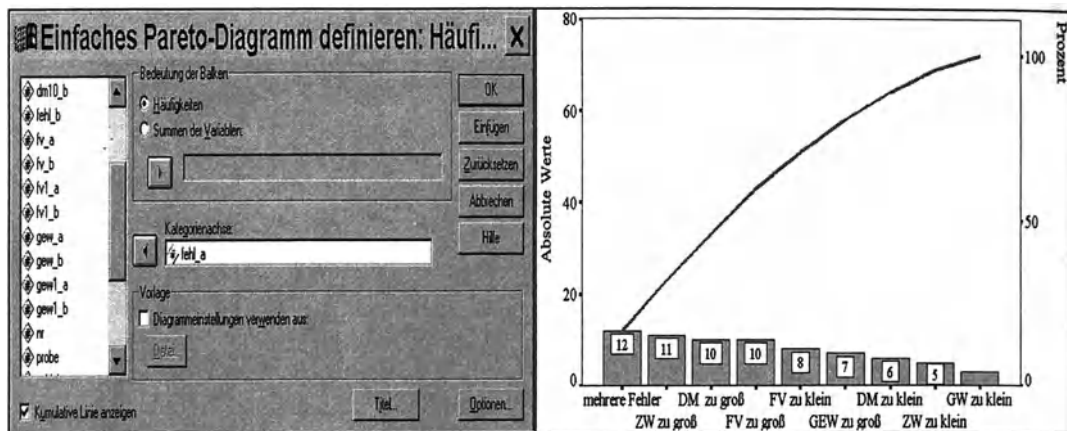 Einfaches Pareto-Diagramm definieren: Häufi...
dm10_b
fehl_b
fv_a
fv_b
fv1_a
fv1_b
gew_a
gew_b
gew1_a
gew1_b
nr
probe
Bedeutung der Balken
Häufigkeiten
Summen der Variablen:
Kategorienachse:
fehl_a
Vorlage
Diagrammeinstellungen verwenden aus:
Datei...
Kumulative Linie anzeigen
OK
Einfügen
Zurücksetzen
Abbrechen
Hilfe
Titel...
Optionen...
Absolute Werte
80
60
40
20
0
Prozent
100
50
0
12
11
10
10
8
7
6
5
mehrere Fehler
DM zu groß
FV zu klein
DM zu klein
GW zu klein
ZW zu groß
FV zu groß
GEW zu groß
ZW zu klein